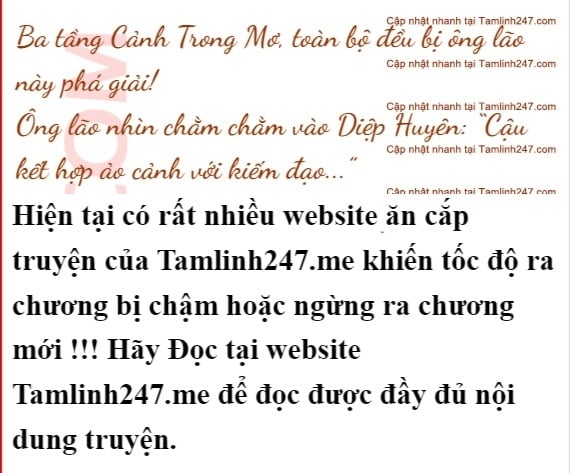 Cập nhật nhanh tại Tamlinh247.com
Ba tầng Cảnh Trong Mơ, toàn bộ đều bị ông lão
Cập nhật nhanh tại Tamlinh247.com
này phá giải!
Cập nhật nhanh tại Tamlinh247.com
Ông lão nhìn chằm chằm vào Diệp Huyên: “Cậu
Cập nhật nhanh tại Tamlinh247.com
kết hợp ảo cảnh với kiếm đạo...”
Cập nhật nhanh tại Tamlinh247.com
.COM
Hiện tại có rất nhiều website ăn cắp
truyện của Tamlinh247.me khiến tốc độ ra
chương bị chậm hoặc ngừng ra chương
mới !!! Hãy Đọc tại website
Tamlinh247.me để đọc được đầy đủ nội
dung truyện.